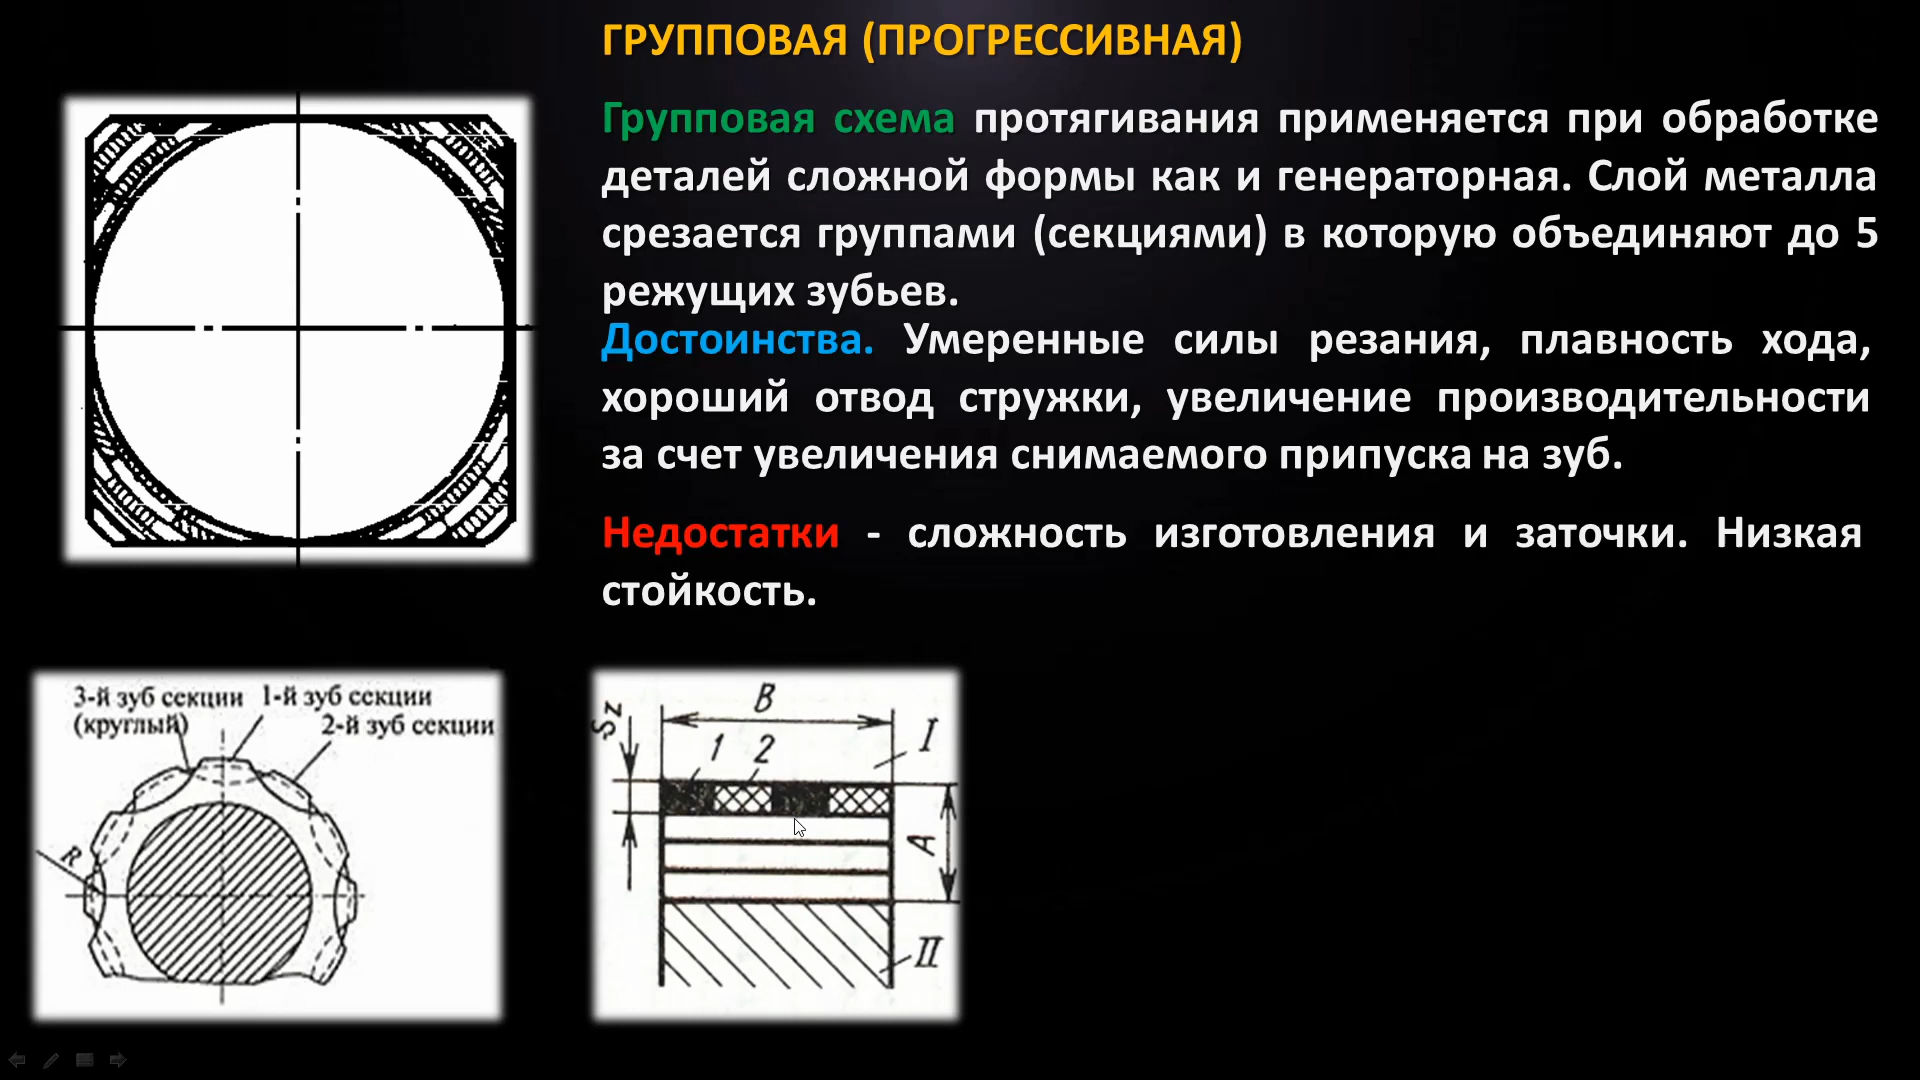 ГРУППОВАЯ (ПРОГРЕССИВНАЯ)
Групповая схема протягивания применяется при обработке
деталей сложной формы как и генераторная. Слой металла
срезается группами (секциями) в которую объединяют до 5
режущих зубьев.
Достоинства. Умеренные силы резания, плавность хода,
хороший отвод стружки, увеличение производительности
за счет увеличения снимаемого припуска на зуб.
Недостатки - сложность изготовления и заточки. Низкая
стойкость.
3-й зуб секции
(круглый)
1-й зуб секции
2-й зуб секции
R
B
Sz
1 2
I
A
II